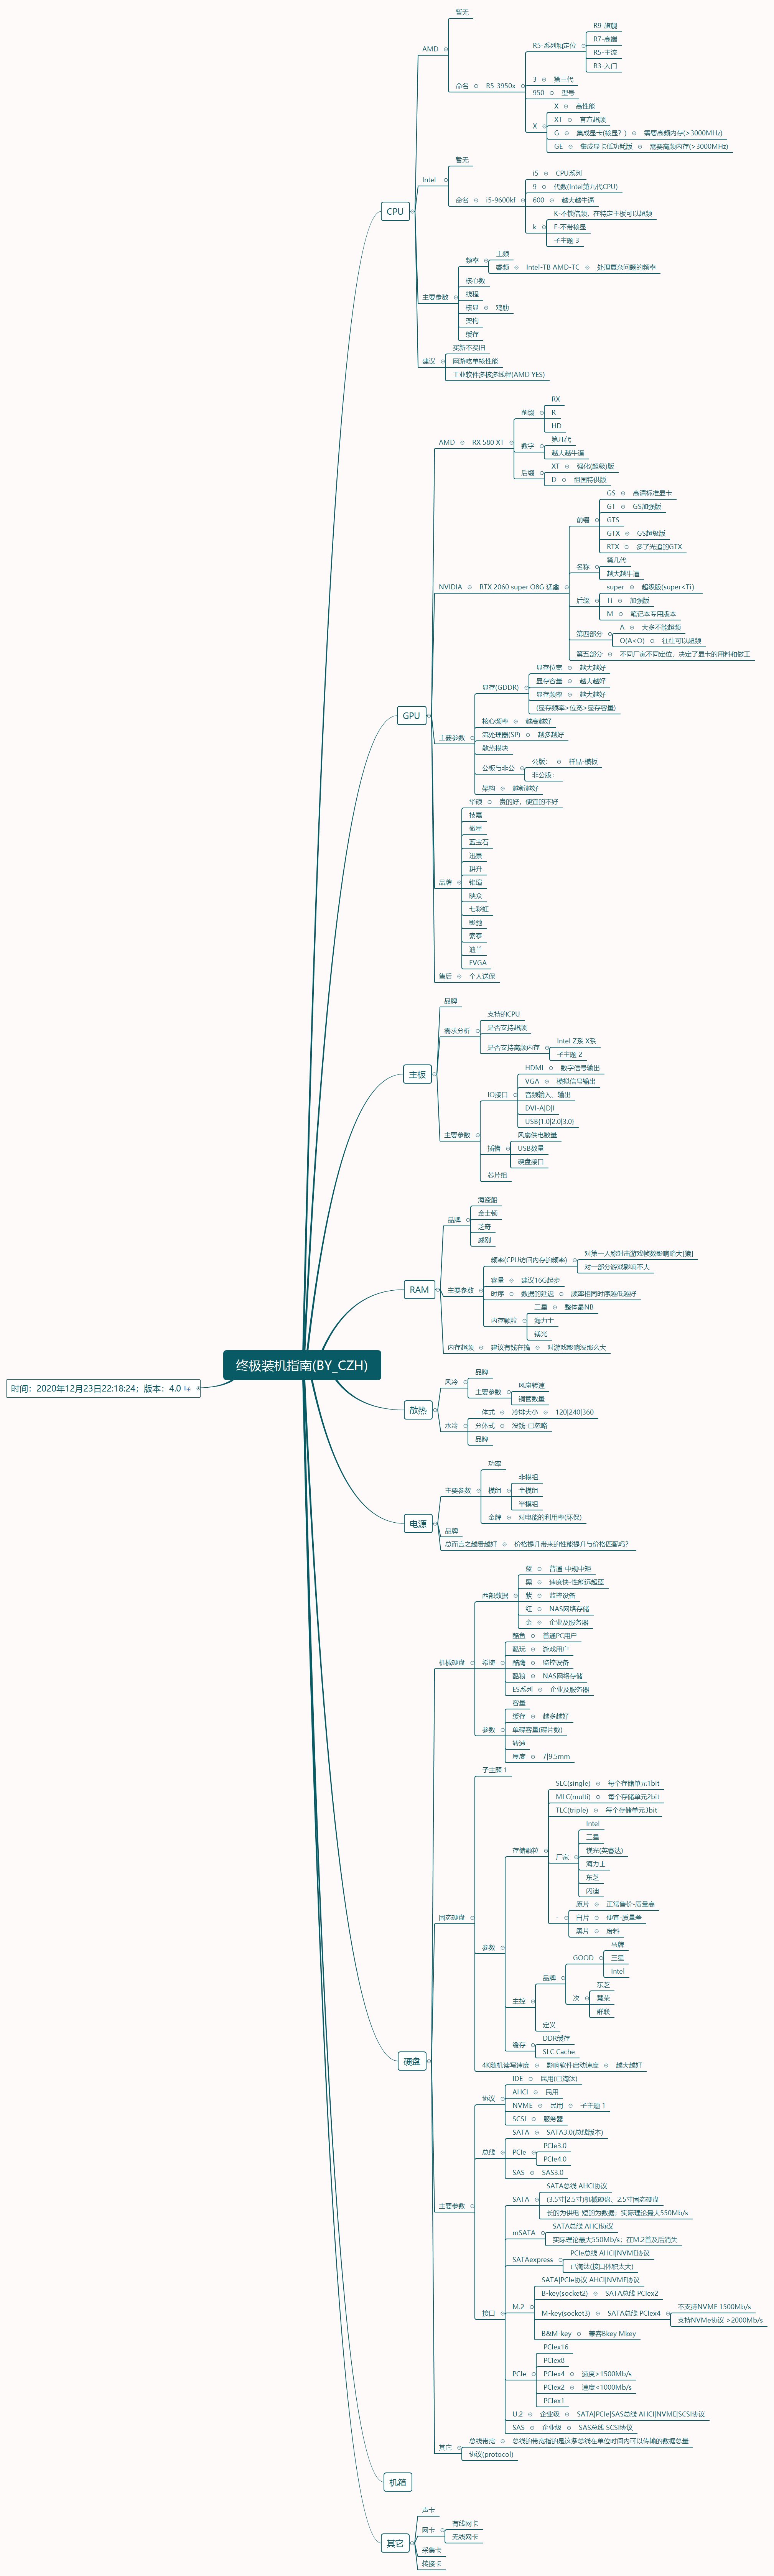 终极装机指南(BY_CZH)
时间：2020年12月23日22:18:24；版本：4.0
CPU
AMD
暂无
命名
R5-3950x
R5-系列和定位
R9-旗舰
R7-高端
R5-主流
R3-入门
3
第三代
950
型号
X
X
高性能
XT
官方超频
G
集成显卡(核显？)
需要高频内存(>3000MHz)
GE
集成显卡低功耗版
需要高频内存(>3000MHz)
Intel
暂无
命名
i5-9600kf
i5
CPU系列
9
代数(Intel第九代CPU)
600
越大越牛逼
k
K-不锁倍频，在特定主板可以超频
F-不带核显
子主题 3
主要参数
频率
主频
睿频
Intel-TB AMD-TC
处理复杂问题的频率
核心数
线程
核显
鸡肋
架构
缓存
建议
买新不买旧
网游吃单核性能
工业软件多核多线程(AMD YES)
GPU
AMD
RX 580 XT
前缀
RX
R
HD
数字
第几代
越大越牛逼
后缀
XT
强化(超级)版
D
祖国特供版
NVIDIA
RTX 2060 super O8G 猛禽
前缀
GS
高清标准显卡
GT
GS加强版
GTS
GTX
GS超级版
RTX
多了光追的GTX
名称
第几代
越大越牛逼
后缀
super
超级版(super<Ti)
Ti
加强版
M
笔记本专用版本
第四部分
A
大多不能超频
O(A<O)
往往可以超频
第五部分
不同厂家不同定位，决定了显卡的用料和做工
主要参数
显存(GDDR)
显存位宽
越大越好
显存容量
越大越好
显存频率
越大越好
(显存频率>位宽>显存容量)
核心频率
越高越好
流处理器(SP)
越多越好
散热模块
公板与非公
公版：
样品-模板
非公版：
架构
越新越好
品牌
华硕
贵的好，便宜的不好
技嘉
微星
蓝宝石
迅景
耕升
铭瑄
映众
七彩虹
影驰
索泰
迪兰
EVGA
售后
个人送保
主板
品牌
需求分析
支持的CPU
是否支持超频
是否支持高频内存
Intel Z系 X系
子主题 2
主要参数
IO接口
HDMI
数字信号输出
VGA
模拟信号输出
音频输入、输出
DVI-A|D|I
USB(1.0|2.0|3.0)
插槽
风扇供电数量
USB数量
硬盘接口
芯片组
RAM
品牌
海盗船
金士顿
芝奇
威刚
主要参数
频率(CPU访问内存的频率)
对第一人称射击游戏帧数影响略大[狼]
对一部分游戏影响不大
容量
建议16G起步
时序
数据的延迟
频率相同时序越低越好
内存颗粒
三星
整体最NB
海力士
镁光
内存超频
建议有钱在搞
对游戏影响没那么大
散热
风冷
品牌
主要参数
风扇转速
铜管数量
水冷
一体式
冷排大小
120|240|360
分体式
没钱-已忽略
品牌
电源
主要参数
功率
模组
非模组
全模组
半模组
金牌
对电能的利用率(环保)
品牌
总而言之越贵越好
价格提升带来的性能提升与价格匹配吗？
硬盘
机械硬盘
西部数据
蓝
普通-中规中矩
黑
速度快-性能远超蓝
紫
监控设备
红
NAS网络存储
金
企业及服务器
希捷
酷鱼
普通PC用户
酷玩
游戏用户
酷鹰
监控设备
酷狼
NAS网络存储
ES系列
企业及服务器
参数
容量
缓存
越多越好
单碟容量(碟片数)
转速
厚度
7|9.5mm
固态硬盘
子主题 1
参数
存储颗粒
SLC(single)
每个存储单元1bit
MLC(multi)
每个存储单元2bit
TLC(triple)
每个存储单元3bit
厂家
Intel
三星
镁光(英睿达)
海力士
东芝
闪迪
-
原片
正常售价-质量高
白片
便宜-质量差
黑片
废料
主控
品牌
GOOD
马牌
三星
Intel
次
东芝
慧荣
群联
定义
缓存
DDR缓存
SLC Cache
4K随机读写速度
影响软件启动速度
越大越好
主要参数
协议
IDE
民用(已淘汰)
AHCI
民用
NVME
民用
子主题 1
SCSI
服务器
总线
SATA
SATA3.0(总线版本)
PCIe
PCIe3.0
PCIe4.0
SAS
SAS3.0
接口
SATA
SATA总线 AHCI协议
(3.5寸|2.5寸)机械硬盘、2.5寸固态硬盘
长的为供电-短的为数据；实际理论最大550Mb/s
mSATA
SATA总线 AHCI协议
实际理论最大550Mb/s；在M.2普及后消失
SATAexpress
PCIe总线 AHCI|NVME协议
已淘汰(接口体积太大)
M.2
SATA|PCIe协议 AHCI|NVME协议
B-key(socket2)
SATA总线 PCIex2
M-key(socket3)
SATA总线 PCIex4
不支持NVME 1500Mb/s
支持NVMe协议 >2000Mb/s
B&M-key
兼容Bkey Mkey
PCIe
PCIex16
PCIex8
PCIex4
速度>1500Mb/s
PCIex2
速度<1000Mb/s
PCIex1
U.2
企业级
SATA|PCIe|SAS总线 AHCI|NVME|SCSI协议
SAS
企业级
SAS总线 SCSI协议
其它
总线带宽
总线的带宽指的是这条总线在单位时间内可以传输的数据总量
协议(protocol)
机箱
其它
声卡
网卡
有线网卡
无线网卡
采集卡
转接卡